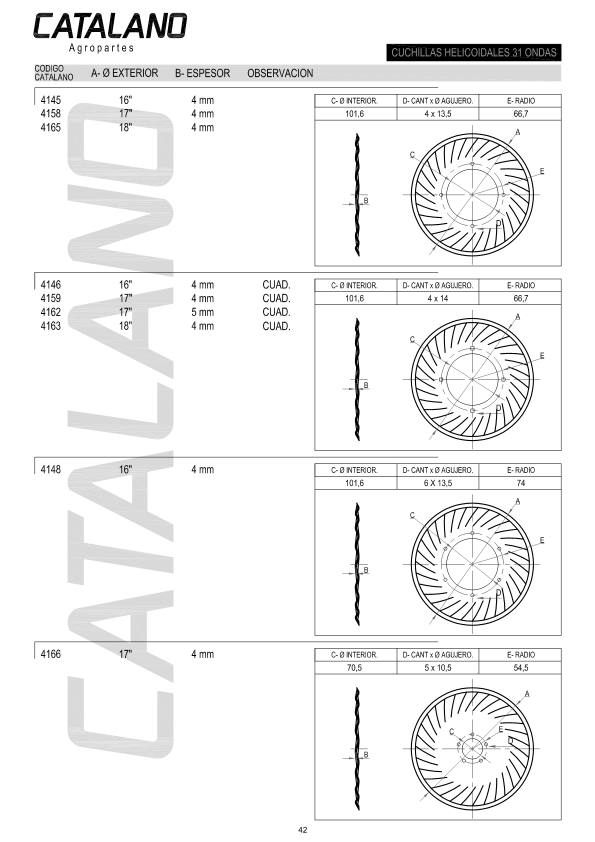 CATALANO
Agropartes
CUCHILLAS HELICOIDALES 31 ONDAS
CODIGO CATALANO A- Ø EXTERIOR B- ESPESOR OBSERVACION
4145 16" 4 mm
4158 17" 4 mm
4165 18" 4 mm
C- Ø INTERIOR. D- CANT x Ø AGUJERO. E- RADIO
101,6 4 x 13,5 66,7
A
C
E
B
D
4146 16" 4 mm CUAD.
4159 17" 4 mm CUAD.
4162 17" 5 mm CUAD.
4163 18" 4 mm CUAD.
C- Ø INTERIOR. D- CANT x Ø AGUJERO. E- RADIO
101,6 4 x 14 66,7
A
C
E
B
D
4148 16" 4 mm
C- Ø INTERIOR. D- CANT x Ø AGUJERO. E- RADIO
101,6 6 X 13,5 74
A
C
E
B
D
4166 17" 4 mm
C- Ø INTERIOR. D- CANT x Ø AGUJERO. E- RADIO
70,5 5 x 10,5 54,5
A
C
E
D
B
CATALANO
42